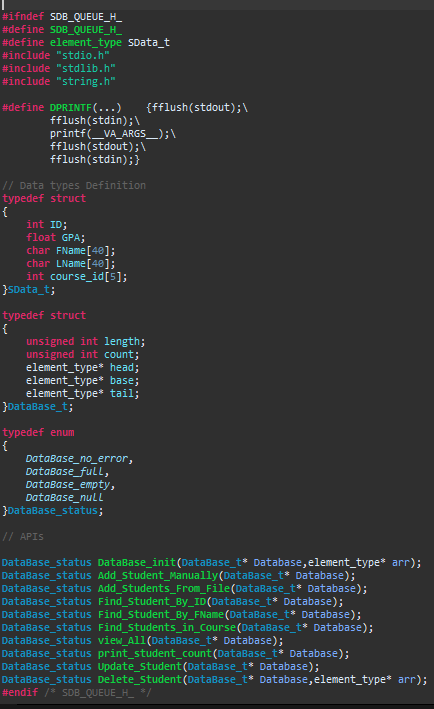 #ifndef SDB_QUEUE_H_
#define SDB_QUEUE_H_
#define element_type SData_t
#include "stdio.h"
#include "stdlib.h"
#include "string.h"

#define DPRINTF(...)    {fflush(stdout);\
        fflush(stdin);\
        printf(__VA_ARGS__);\
        fflush(stdout);\
        fflush(stdin);}

// Data types Definition
typedef struct
{
    int ID;
    float GPA;
    char FName[40];
    char LName[40];
    int course_id[5];
}SData_t;

typedef struct
{
    unsigned int length;
    unsigned int count;
    element_type* head;
    element_type* base;
    element_type* tail;
}DataBase_t;

typedef enum
{
    DataBase_no_error,
    DataBase_full,
    DataBase_empty,
    DataBase_null
}DataBase_status;

// APIs

DataBase_status DataBase_init(DataBase_t* Database,element_type* arr);
DataBase_status Add_Student_Manually(DataBase_t* Database);
DataBase_status Add_Students_From_File(DataBase_t* Database);
DataBase_status Find_Student_By_ID(DataBase_t* Database);
DataBase_status Find_Student_By_FName(DataBase_t* Database);
DataBase_status Find_Students_in_Course(DataBase_t* Database);
DataBase_status view_All(DataBase_t* Database);
DataBase_status print_student_count(DataBase_t* Database);
DataBase_status Update_Student(DataBase_t* Database);
DataBase_status Delete_Student(DataBase_t* Database,element_type* arr);
#endif /* SDB_QUEUE_H_ */